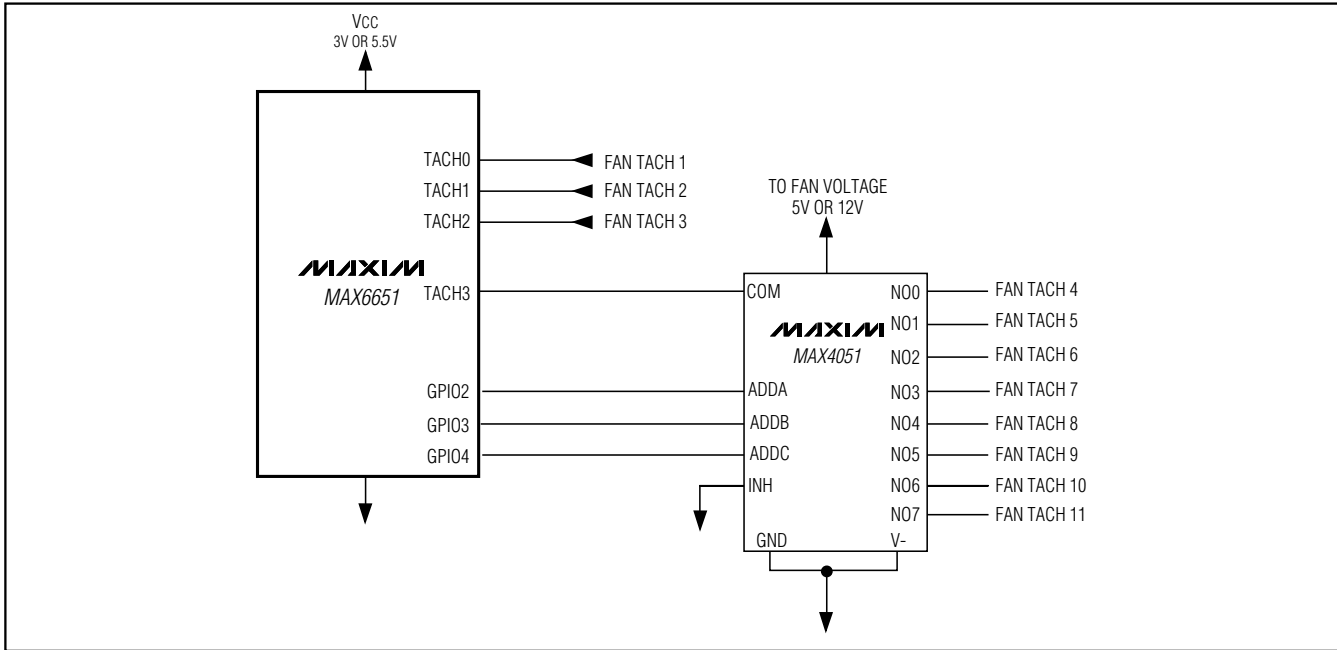 VCC
3V OR 5.5V
TACH0
FAN TACH 1
TACH1
FAN TACH 2
TACH2
FAN TACH 3
MAXIM
MAX6651
TACH3
GPIO2
GPIO3
GPIO4
TO FAN VOLTAGE
5V OR 12V
COM
NO0
FAN TACH 4
MAXIM
MAX4051
NO1
FAN TACH 5
NO2
FAN TACH 6
ADDA
NO3
FAN TACH 7
ADDB
NO4
FAN TACH 8
ADDC
NO5
FAN TACH 9
INH
NO6
FAN TACH 10
NO7
FAN TACH 11
GND
V-